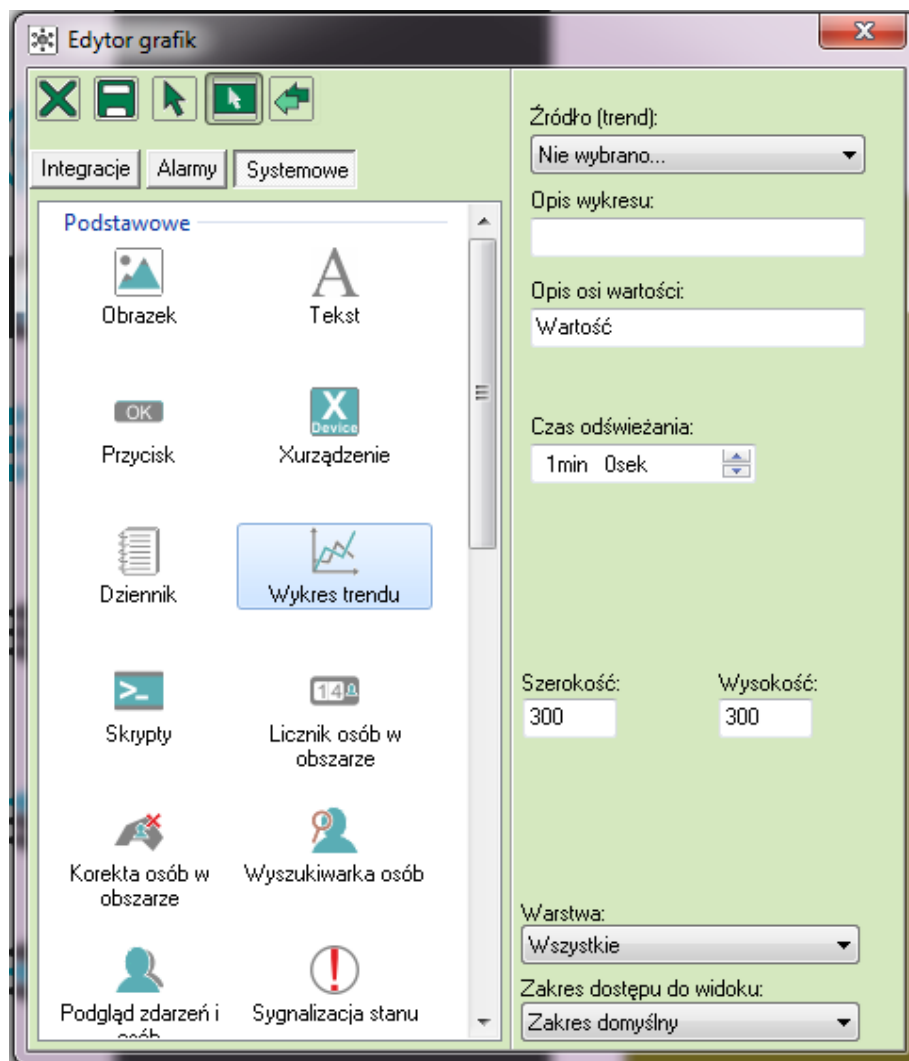 Edytor grafik
Integracje
Alarmy
Systemowe
Podstawowe
Obrazek
Tekst
OK
Przycisk
X
Device
Xurządzenie
Dziennik
Wykres trendu
>_
Skrypty
14
Licznik osób w
obszarze
Korekta osób w
obszarze
Wyszukiwarka osób
Podgląd zdarzeń i
osób
Sygnalizacja stanu
Źródło (trend):
Nie wybrano...
Opis wykresu:
Opis osi wartości:
Wartość
Czas odświeżania:
1min 0sek
Szerokość:
300
Wysokość:
300
Warstwa:
Wszystkie
Zakres dostępu do widoku:
Zakres domyślny